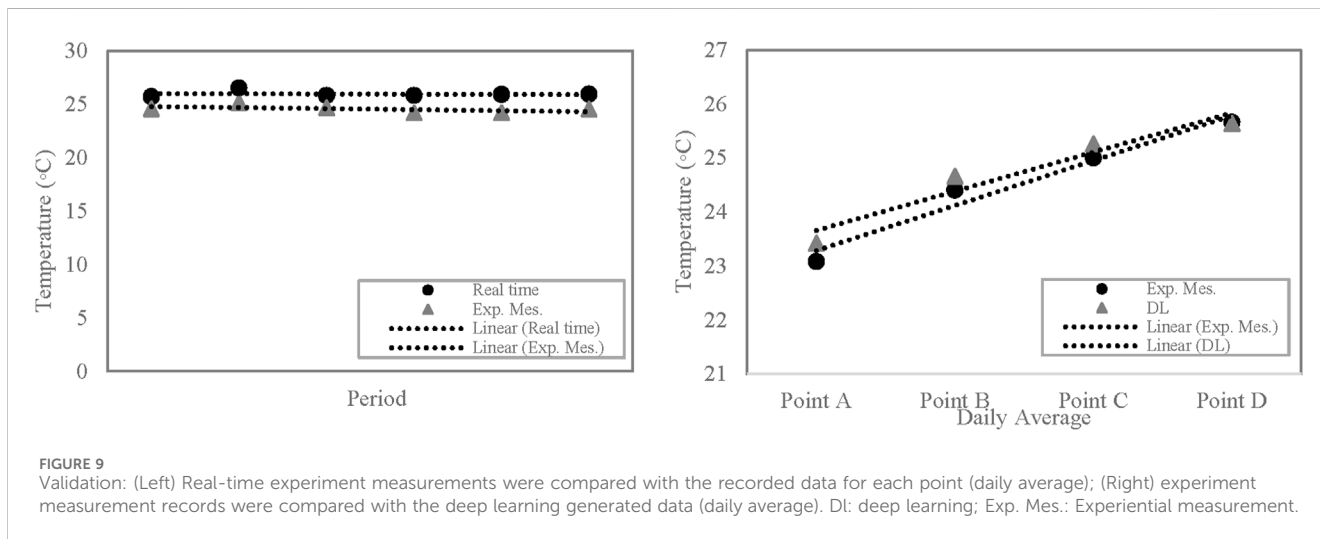 30
25
20
15
10
5
0
Temperature (◦C)
Real time
Exp. Mes.
Linear (Real time)
Linear (Exp. Mes.)
Period
27
26
25
24
23
22
21
Temperature (◦C)
Exp. Mes.
DL
Linear (Exp. Mes.)
Linear (DL)
Point A Point B Point C Point D
Daily Average
FIGURE 9
Validation: (Left) Real-time experiment measurements were compared with the recorded data for each point (daily average); (Right) experiment
measurement records were compared with the deep learning generated data (daily average). Dl: deep learning; Exp. Mes.: Experiential measurement.